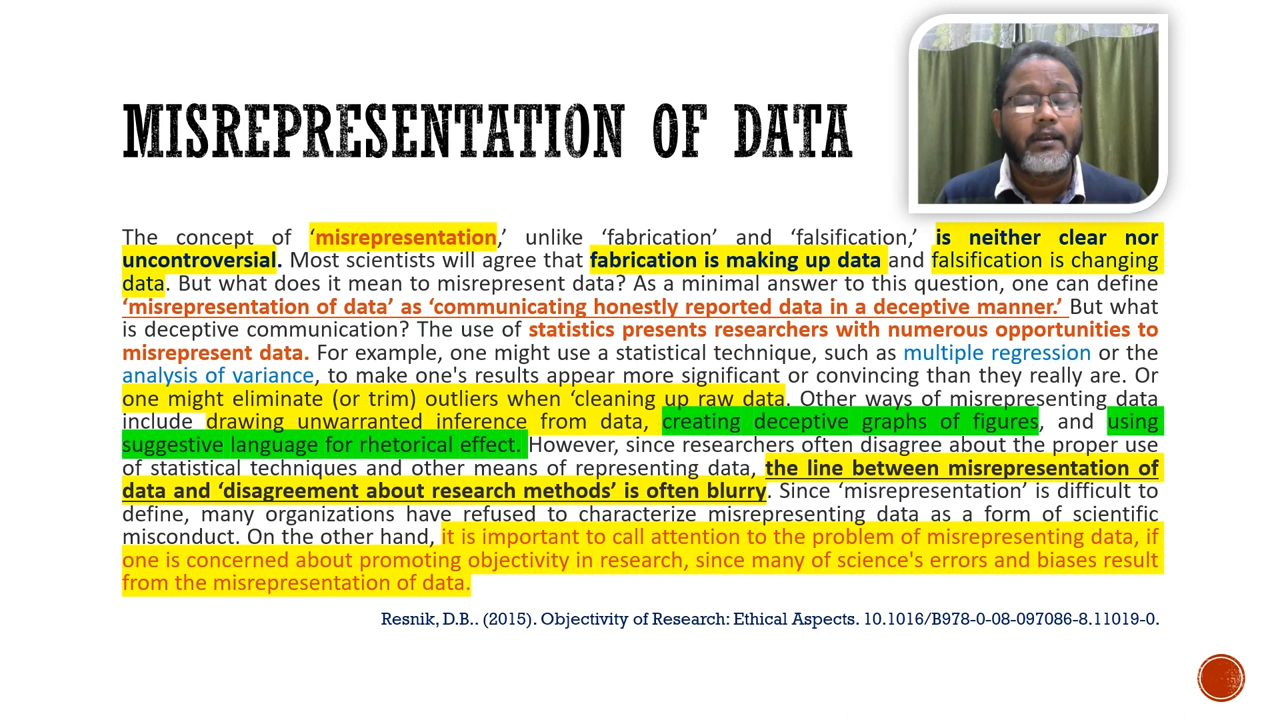 MISREPRESENTATION OF DATA
The concept of ‘misrepresentation,’ unlike ‘fabrication’ and ‘falsification,’ is neither clear nor
uncontroversial. Most scientists will agree that fabrication is making up data and falsification is changing
data. But what does it mean to misrepresent data? As a minimal answer to this question, one can define
‘misrepresentation of data’ as ‘communicating honestly reported data in a deceptive manner.’ But what
is deceptive communication? The use of statistics presents researchers with numerous opportunities to
misrepresent data. For example, one might use a statistical technique, such as multiple regression or the
analysis of variance, to make one's results appear more significant or convincing than they really are. Or
one might eliminate (or trim) outliers when ‘cleaning up raw data. Other ways of misrepresenting data
include drawing unwarranted inference from data, creating deceptive graphs of figures, and using
suggestive language for rhetorical effect. However, since researchers often disagree about the proper use
of statistical techniques and other means of representing data, the line between misrepresentation of
data and ‘disagreement about research methods’ is often blurry. Since ‘misrepresentation’ is difficult to
define, many organizations have refused to characterize misrepresenting data as a form of scientific
misconduct. On the other hand, it is important to call attention to the problem of misrepresenting data, if
one is concerned about promoting objectivity in research, since many of science's errors and biases result
from the misrepresentation of data.
Resnik, D.B.. (2015). Objectivity of Research: Ethical Aspects. 10.1016/B978-0-08-097086-8.11019-0.